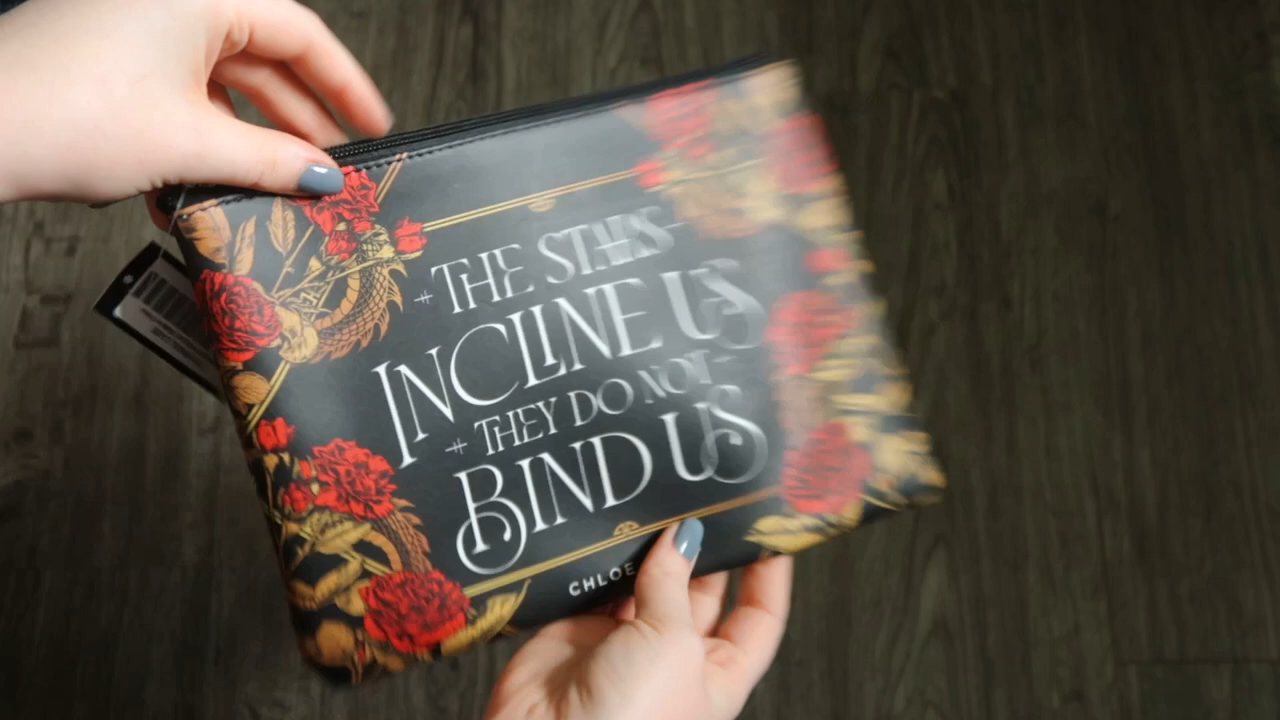 THE STARS
INCLINE US
THEY DO NOT
BIND US
CHLOE